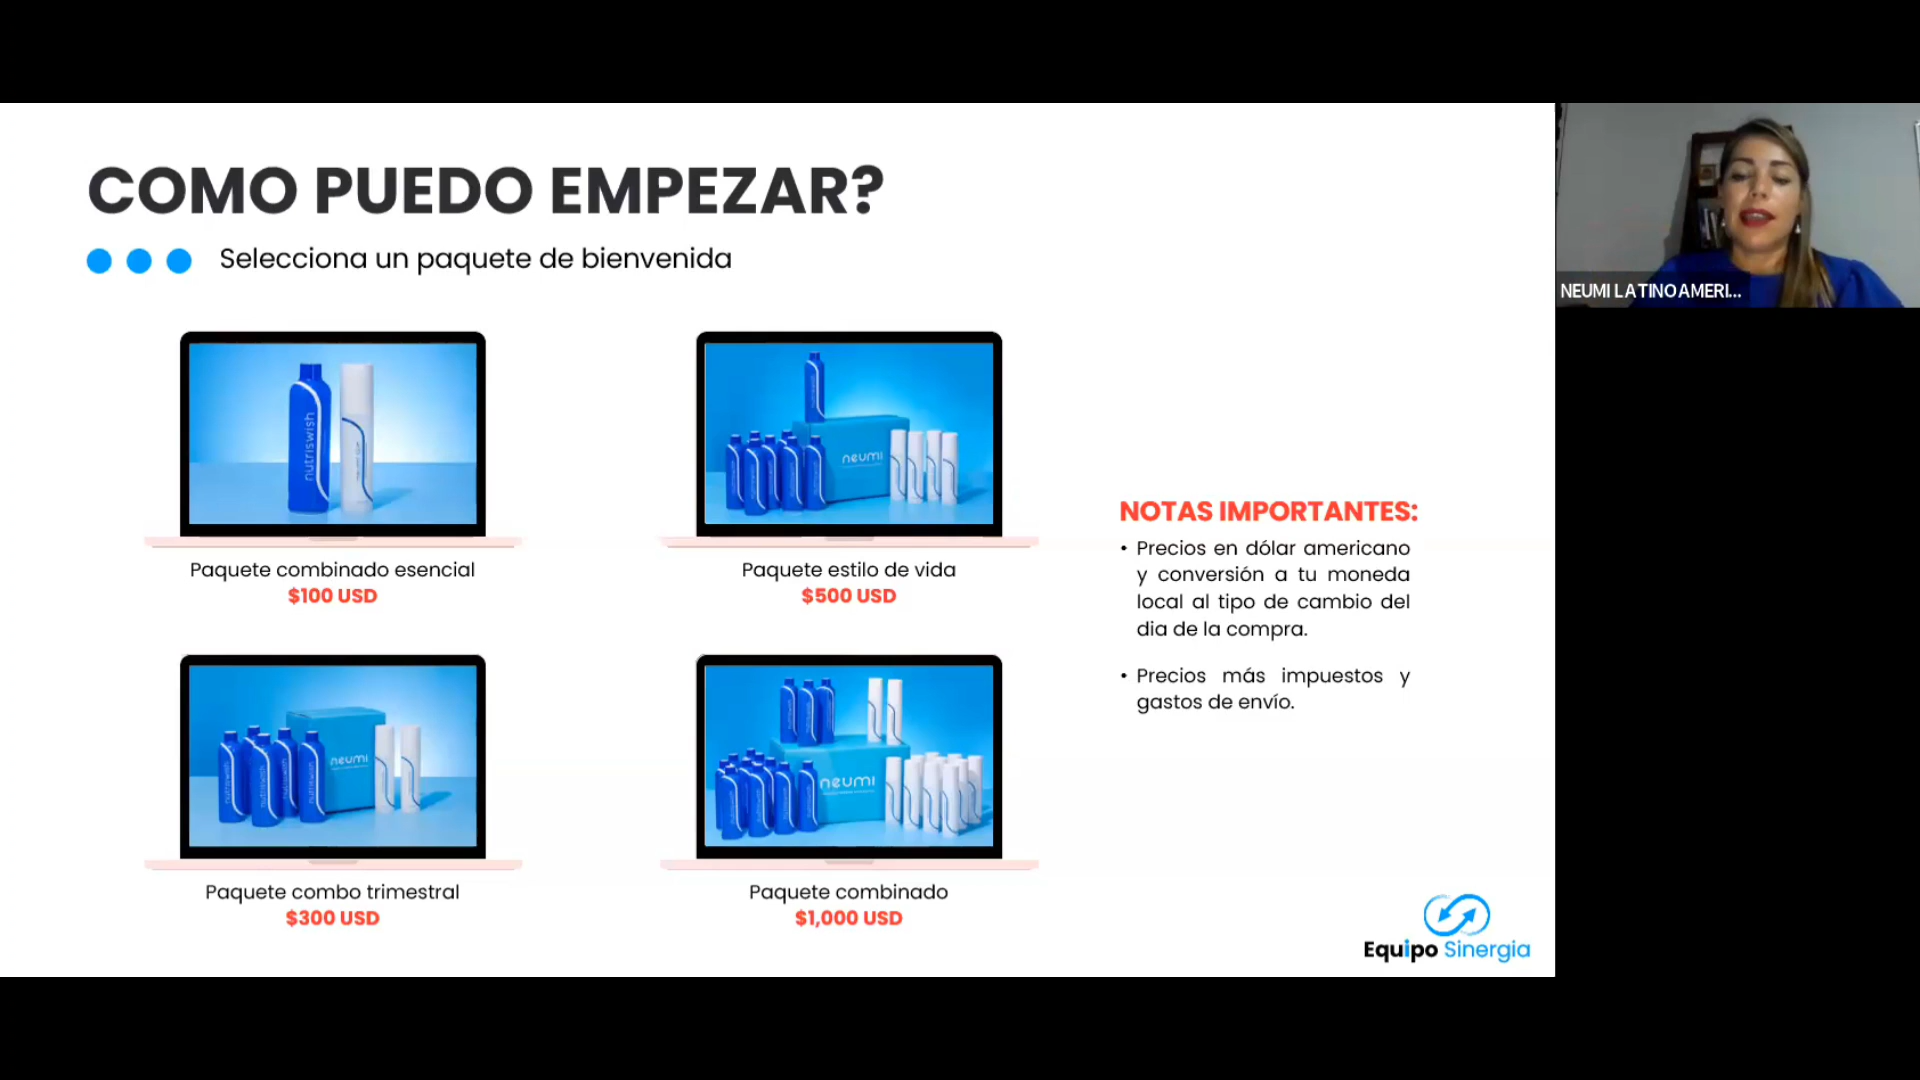 COMO PUEDO EMPEZAR?
Selecciona un paquete de bienvenida
NEUMI LATINOAMERI...
nutriswish
neumi
Paquete combinado esencial
$100 USD
Paquete estilo de vida
$500 USD
NOTAS IMPORTANTES:
• Precios en dólar americano
y conversión a tu moneda
local al tipo de cambio del
dia de la compra.
• Precios más impuestos y
gastos de envío.
neumi
neumi
Paquete combo trimestral
$300 USD
Paquete combinado
$1,000 USD
Equipo Sinergia